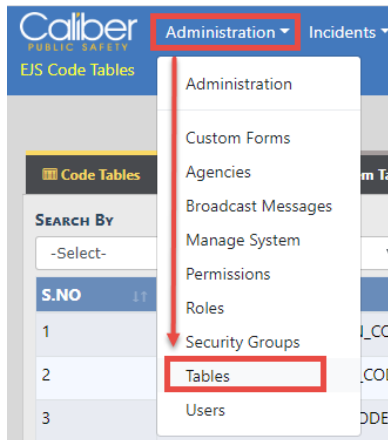 Caliber
PUBLIC SAFETY
Administration
Incidents
EJS Code Tables
Administration
Custom Forms
Agencies
Broadcast Messages
Manage System
Permissions
Roles
Security Groups
Tables
Users
Code Tables
SEARCH BY
-Select-
S.NO
1
2
3